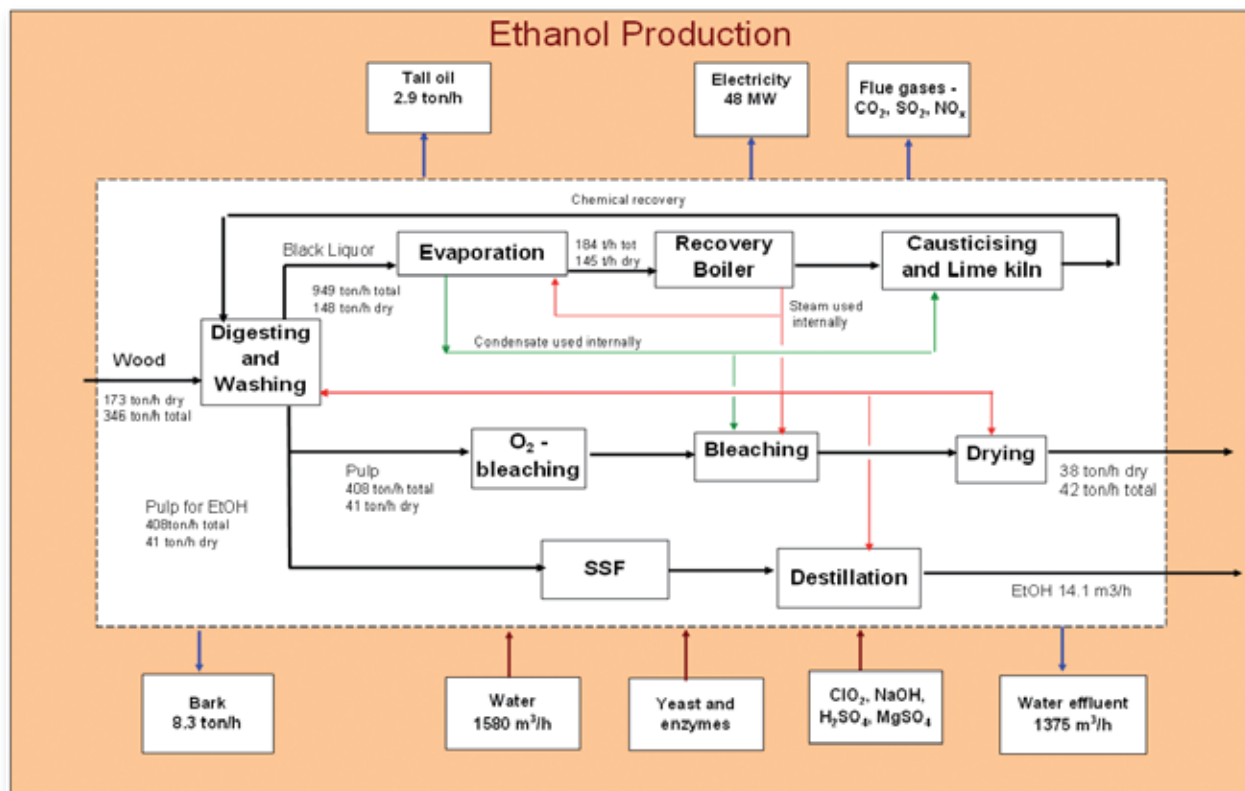 Ethanol Production
Tall oil
2.9 ton/h
Electricity
48 MW
Flue gases -
CO₂, SO₂, NOₓ
Chemical recovery
Black Liquor
Evaporation
184 t/h tot
145 t/h dry
Recovery
Boiler
Causticising
and Lime kiln
949 ton/h total
148 ton/h dry
Steam used
internally
Digesting
and
Washing
Condensate used internally
Wood
173 ton/h dry
346 ton/h total
O₂ -
bleaching
Bleaching
Drying
Pulp
408 ton/h total
41 ton/h dry
38 ton/h dry
42 ton/h total
Pulp for EtOH
408ton/h total
41 ton/h dry
SSF
Destillation
EtOH 14.1 m3/h
Bark
8.3 ton/h
Water
1580 m³/h
Yeast and
enzymes
ClO₂, NaOH,
H₂SO₄, MgSO₄
Water effluent
1375 m³/h